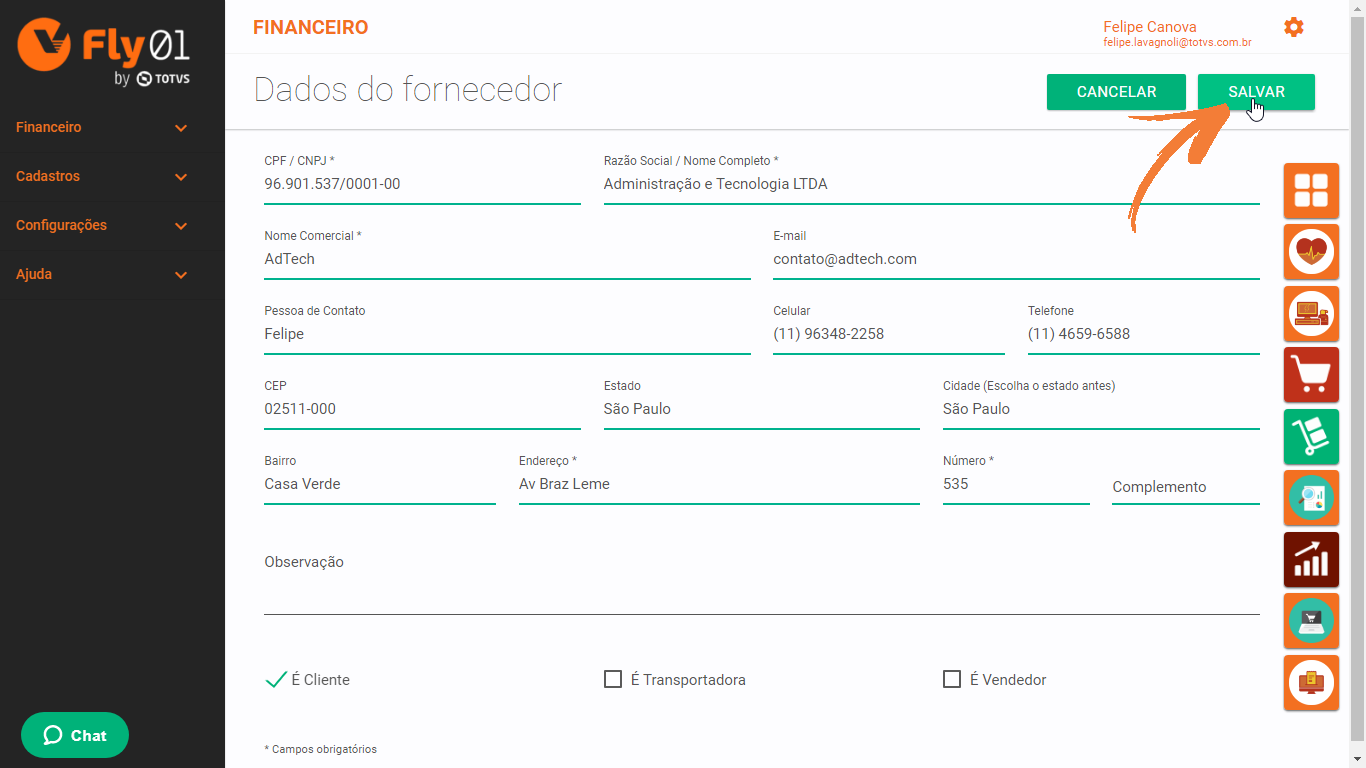 Fly01
by TOTVS
Financeiro
Cadastros
Configurações
Ajuda
Chat
FINANCEIRO
Felipe Canova
felipe.lavagnoli@totvs.com.br
Dados do fornecedor
CANCELAR
SALVAR
CPF / CNPJ * Razão Social / Nome Completo *
96.901.537/0001-00 Administração e Tecnologia LTDA
Nome Comercial * E-mail
AdTech contato@adtech.com
Pessoa de Contato Celular Telefone
Felipe (11) 96348-2258 (11) 4659-6588
CEP Estado Cidade (Escolha o estado antes)
02511-000 São Paulo São Paulo
Bairro Endereço * Número *
Casa Verde Av Braz Leme 535 Complemento
Observação
É Cliente É Transportadora É Vendedor
* Campos obrigatórios